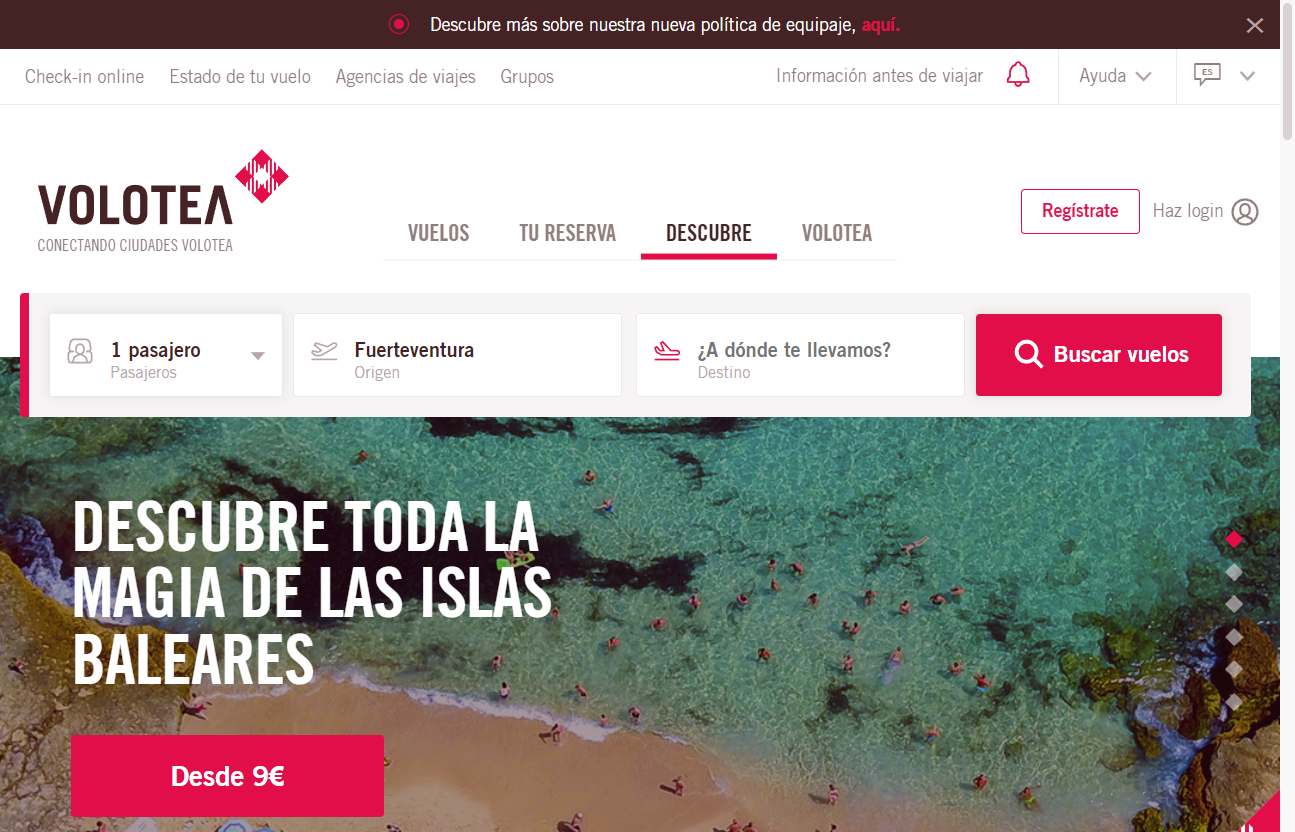 Descubre más sobre nuestra nueva política de equipaje, aquí.
Check-in online
Estado de tu vuelo
Agencias de viajes
Grupos
Información antes de viajar
Ayuda
ES
VOLOTEA
CONECTANDO CIUDADES VOLOTEA
VUELOS
TU RESERVA
DESCUBRE
VOLOTEA
Regístrate
Haz login
1 pasajero
Pasajeros
Fuerteventura
Origen
¿A dónde te llevamos?
Destino
Buscar vuelos
DESCUBRE TODA LA
MAGIA DE LAS ISLAS
BALEARES
Desde 9€